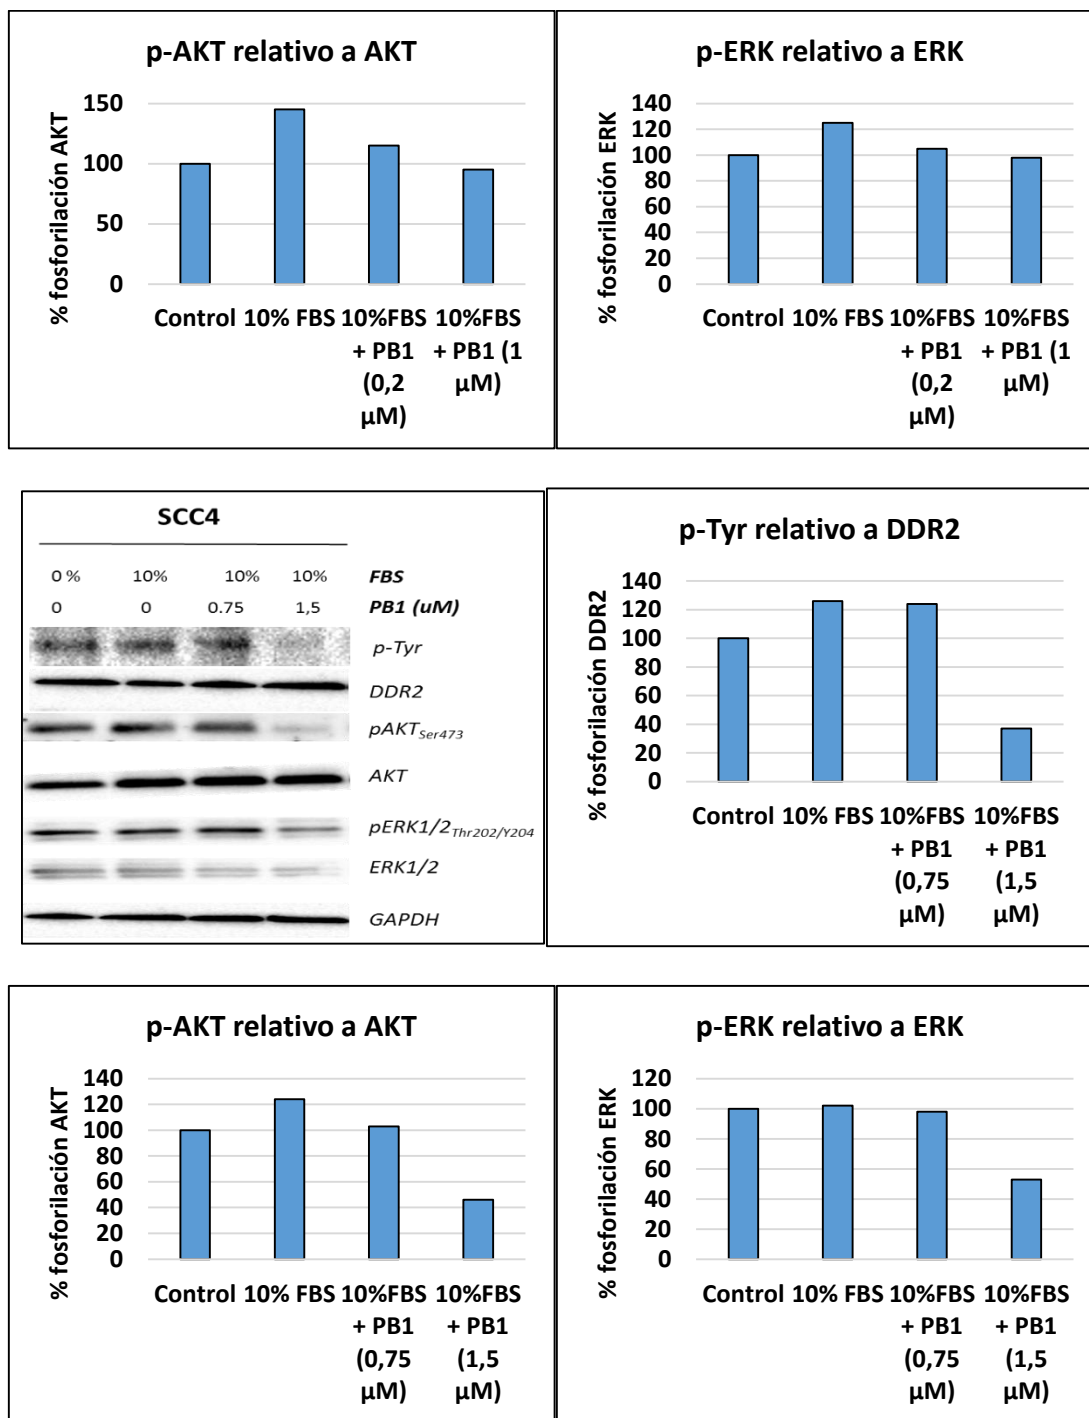 p-AKT relativo a AKT
% fosforilación AKT
150
100
50
0
Control 10% FBS 10%FBS 10%FBS
+ PB1 + PB1 (1
(0,2 µM)
µM)
p-ERK relativo a ERK
% fosforilación ERK
140
120
100
80
60
40
20
0
Control 10% FBS 10%FBS 10%FBS
+ PB1 + PB1 (1
(0,2 µM)
µM)
SCC4
0 % 10% 10% 10% FBS
0 0 0.75 1,5 PB1 (uM)
p-Tyr
DDR2
pAKTSer473
AKT
pERK1/2Thr202/Y204
ERK1/2
GAPDH
p-Tyr relativo a DDR2
% fosforilación DDR2
140
120
100
80
60
40
20
0
Control 10% FBS 10%FBS 10%FBS
+ PB1 + PB1
(0,75 (1,5
µM) µM)
p-AKT relativo a AKT
% fosforilación AKT
140
120
100
80
60
40
20
0
Control 10% FBS 10%FBS 10%FBS
+ PB1 + PB1
(0,75 (1,5
µM) µM)
p-ERK relativo a ERK
% fosforilación ERK
120
100
80
60
40
20
0
Control 10% FBS 10%FBS 10%FBS
+ PB1 + PB1
(0,75 (1,5
µM) µM)